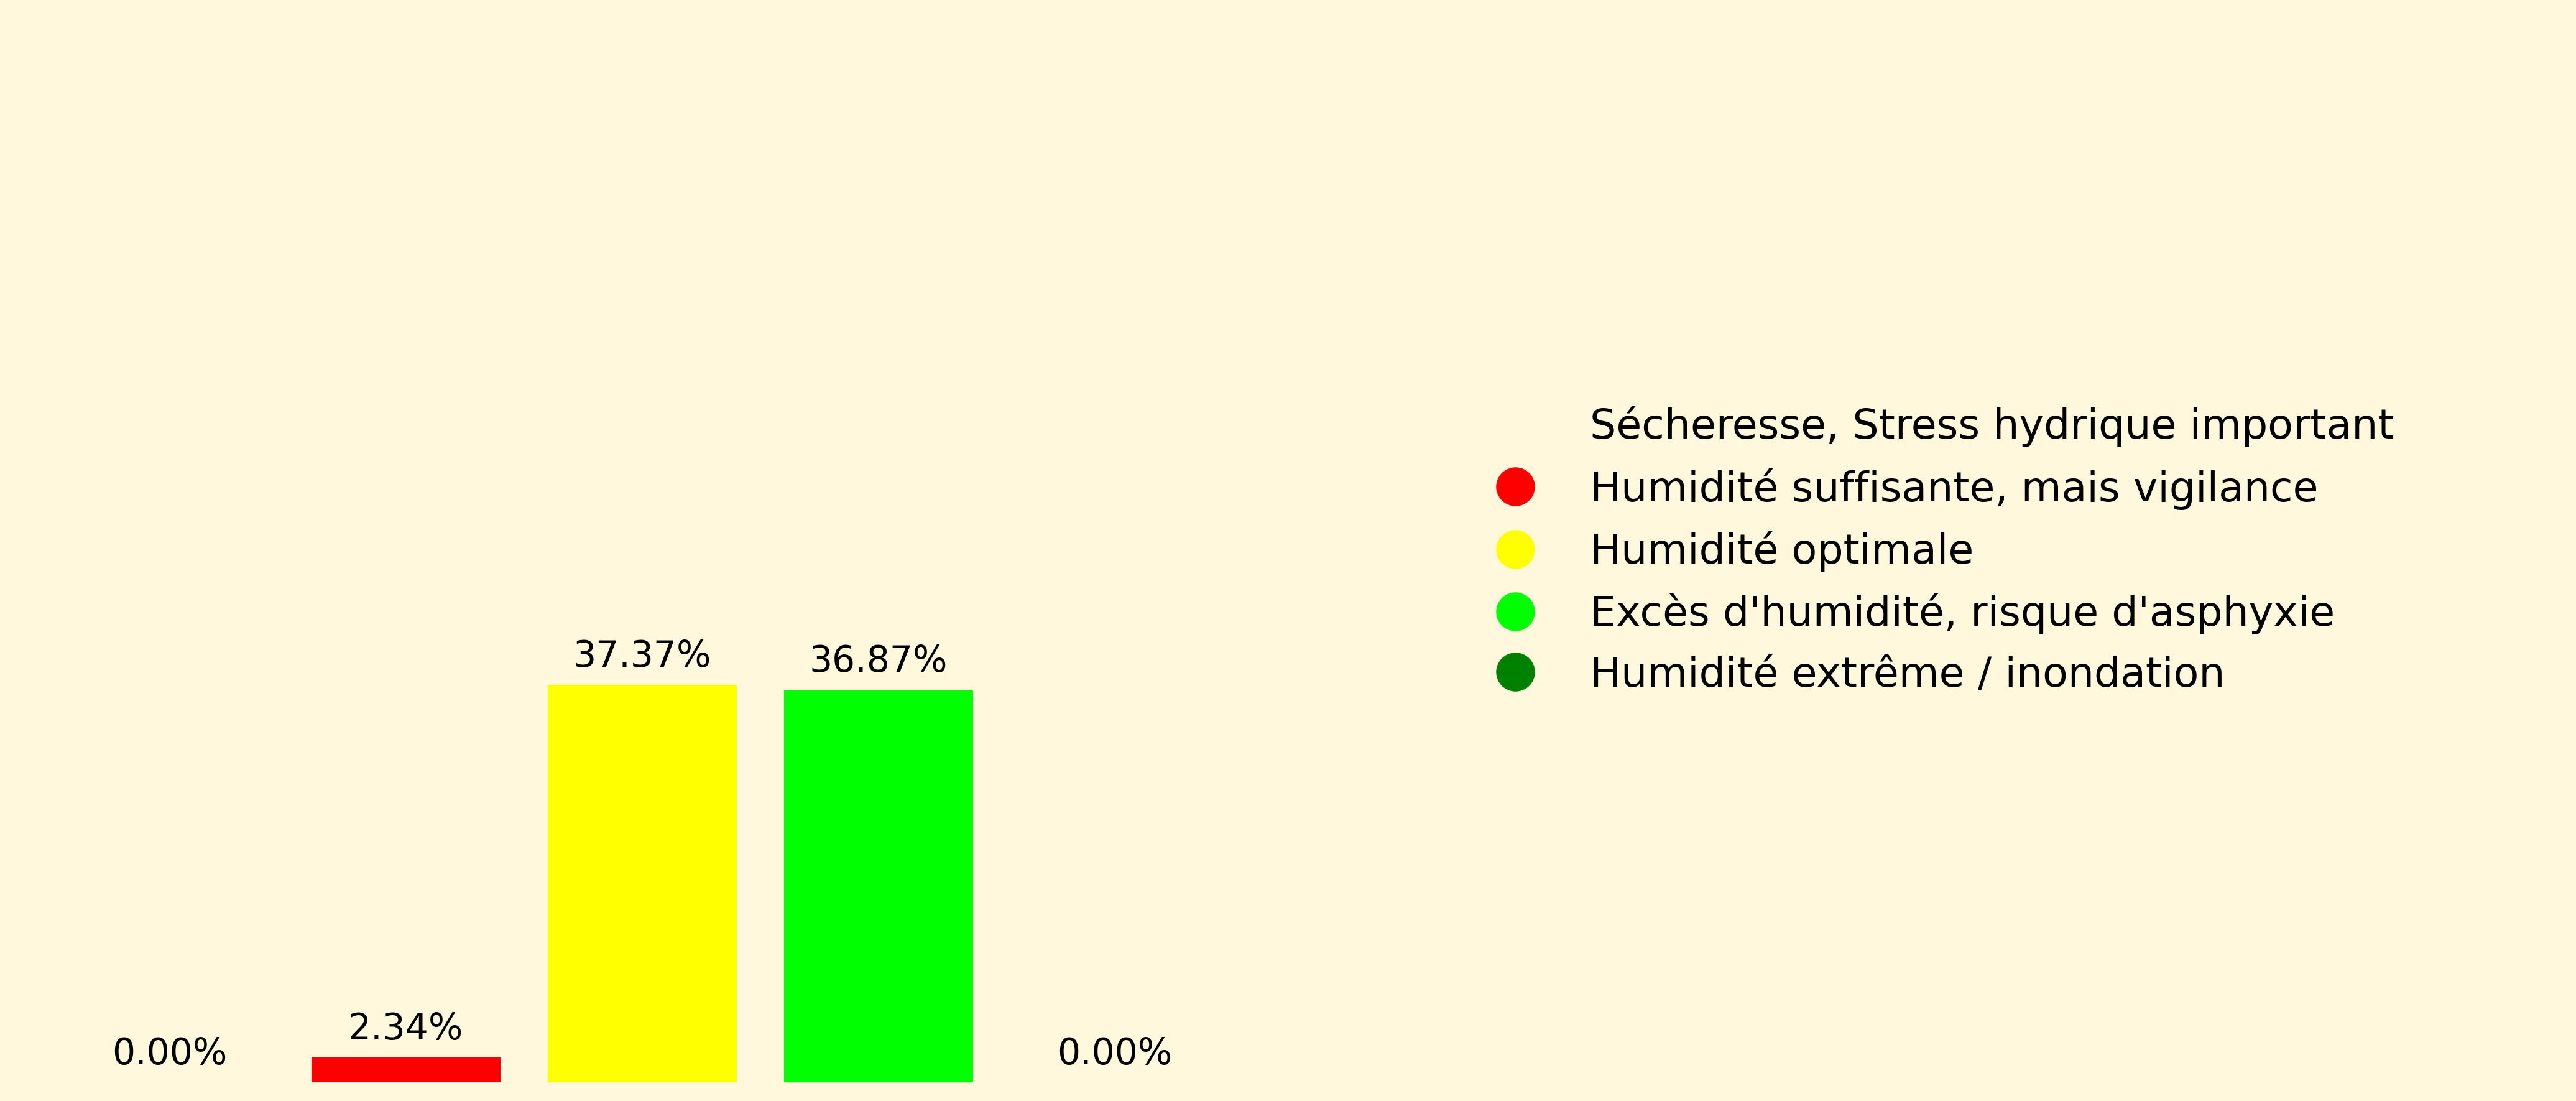 37.37%
36.87%
2.34%
0.00%
0.00%
Sécheresse, Stress hydrique important
Humidité suffisante, mais vigilance
Humidité optimale
Excès d'humidité, risque d'asphyxie
Humidité extrême / inondation